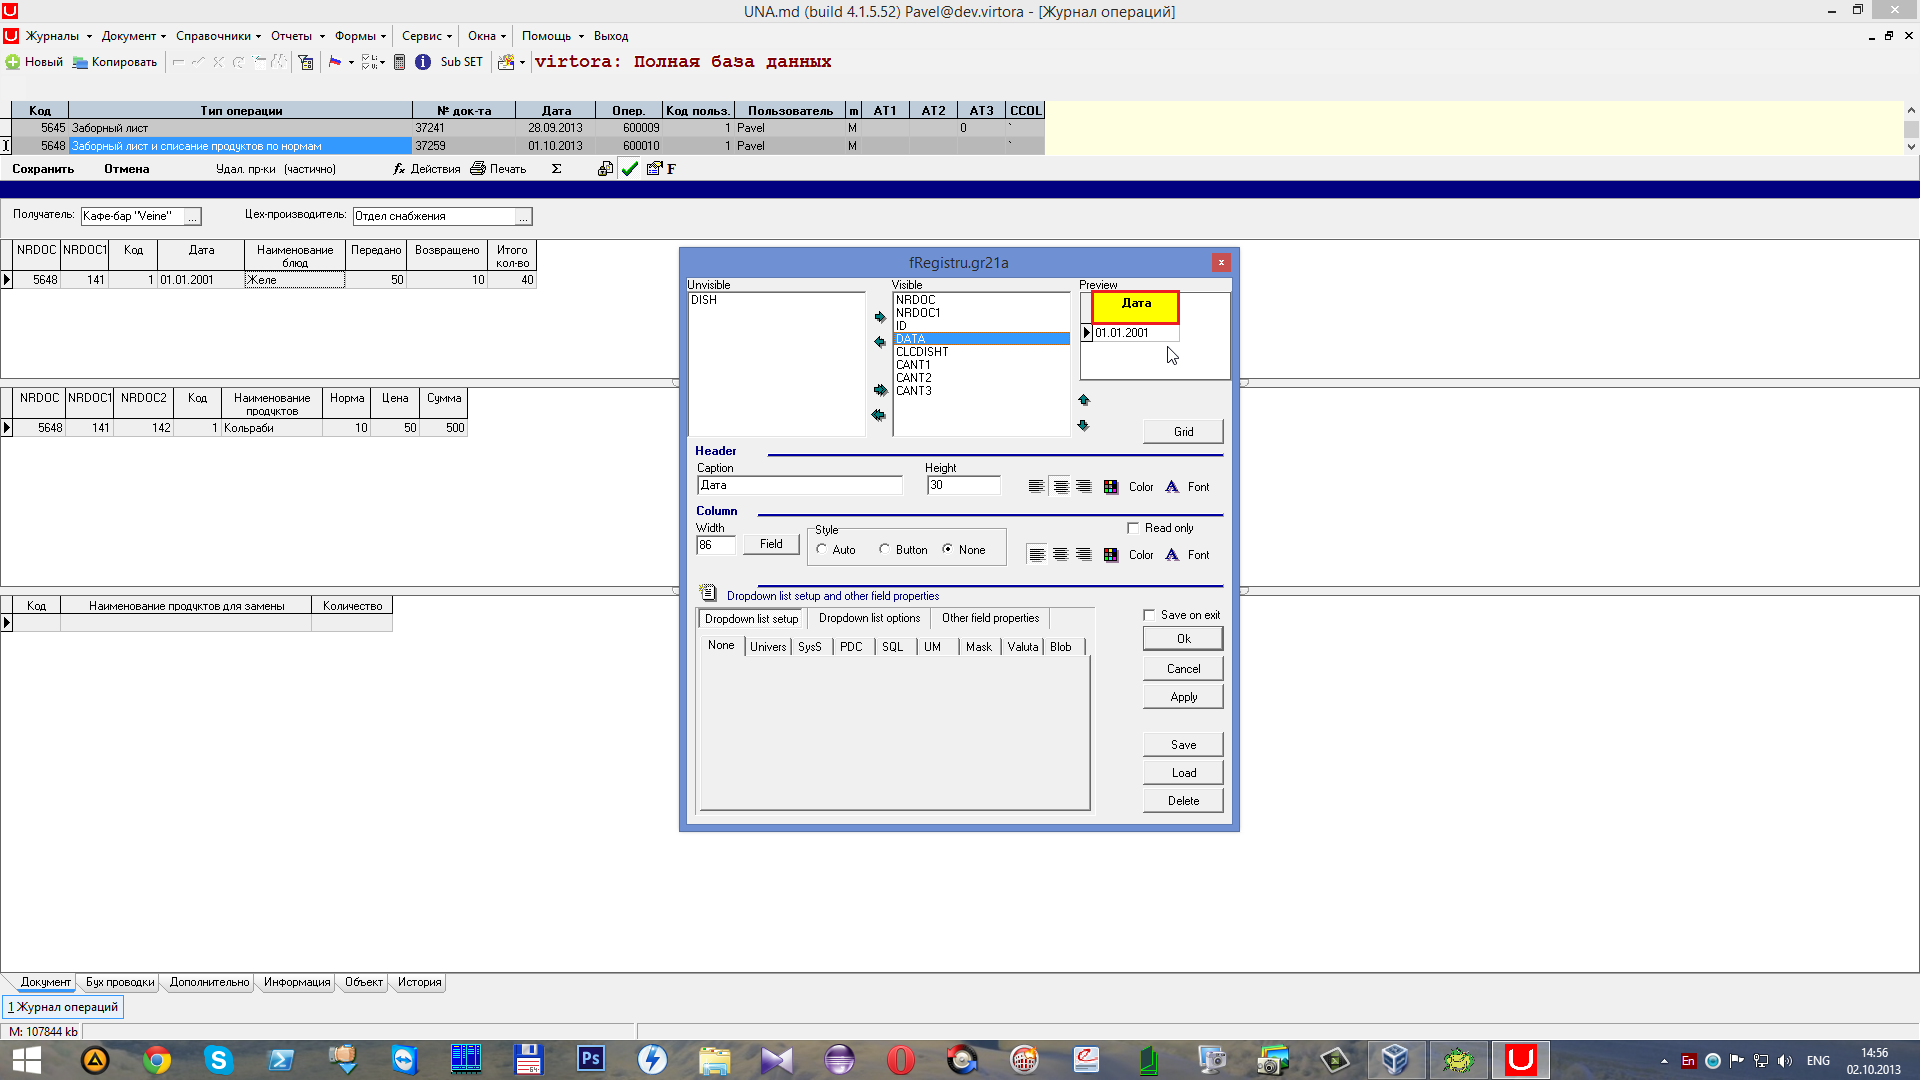 UNA.md (build 4.1.5.52) Pavel@dev.virtora - [Журнал операций]
Журналы Документ Справочники Отчеты Формы Сервис Окна Помощь Выход
Новый Копировать Sub SET virtora: Полная база данных
Код Тип операции № док-та Дата Опер. Код польз. Пользователь m AT1 AT2 AT3 CCOL
5645 Заборный лист 37241 28.09.2013 600009 1 Pavel M 0 `
5648 Заборный лист и списание продуктов по нормам 37259 01.10.2013 600010 1 Pavel M `
Сохранить Отмена Удал. пр-ки (частично) fx Действия Печать Σ F
Получатель: Кафе-бар "Veine" ... Цех-производитель: Отдел снабжения ...
NRDOC NRDOC1 Код Дата Наименование блюд Передано Возвращено Итого кол-во
5648 141 1 01.01.2001 Желе 50 10 40
NRDOC NRDOC1 NRDOC2 Код Наименование продуктов Норма Цена Сумма
5648 141 142 1 Кольраби 10 50 500
Код Наименование продуктов для замены Количество
fRegistru.gr21a x
Unvisible Visible Preview
DISH
NRDOC
NRDOC1
ID
DATA
CLCDISHT
CANT1
CANT2
CANT3
Дата
01.01.2001
Grid
Header
Caption Height
Дата 30 Color A Font
Column
Width Style Read only
86 Field Auto Button None Color A Font
Dropdown list setup and other field properties
Dropdown list setup Dropdown list options Other field properties
None Univers SysS PDC SQL UM Mask Valuta Blob
Save on exit
Ok
Cancel
Apply
Save
Load
Delete
Документ Бух проводки Дополнительно Информация Объект История
1 Журнал операций
M: 107844 kb
Ps En ENG 14:56
02.10.2013